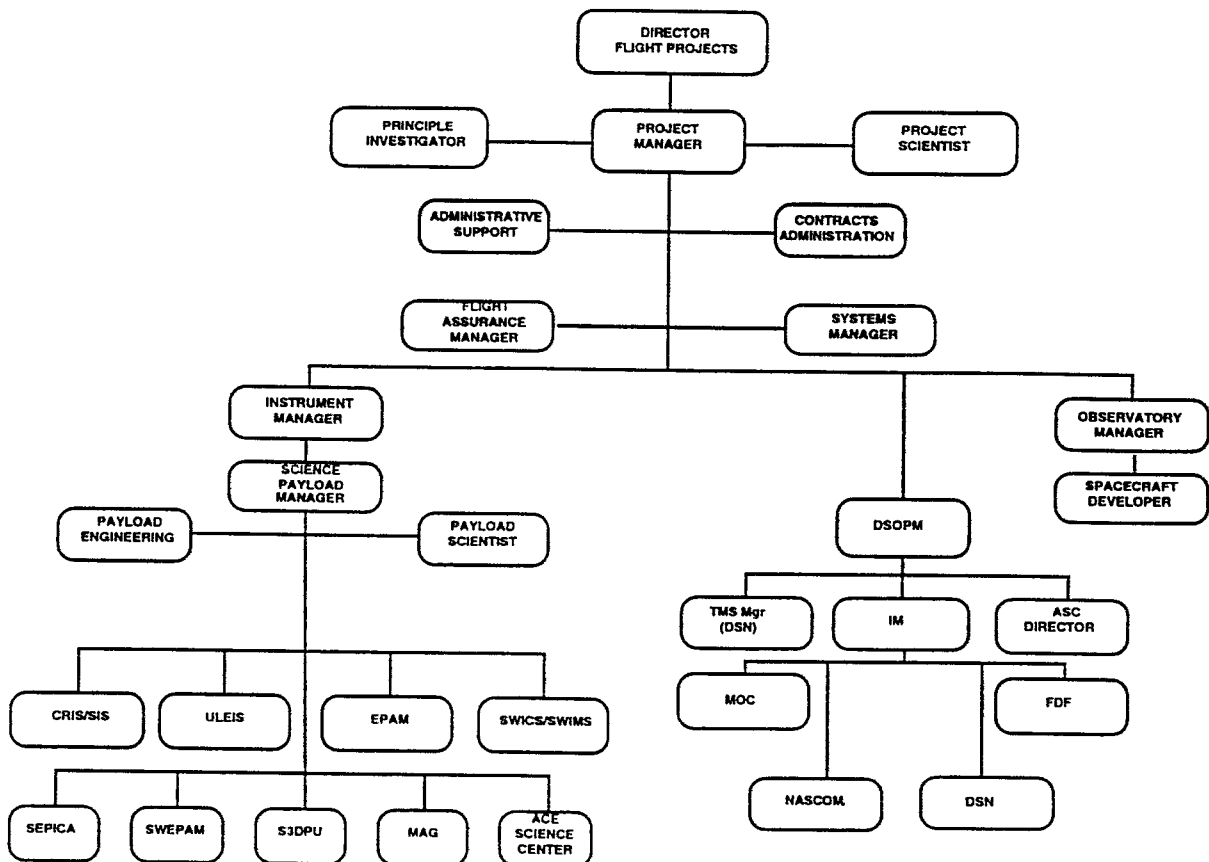 DIRECTOR
FLIGHT PROJECTS
PRINCIPLE
INVESTIGATOR
PROJECT
MANAGER
PROJECT
SCIENTIST
ADMINISTRATIVE
SUPPORT
CONTRACTS
ADMINISTRATION
FLIGHT
ASSURANCE
MANAGER
SYSTEMS
MANAGER
INSTRUMENT
MANAGER
OBSERVATORY
MANAGER
SCIENCE
PAYLOAD
MANAGER
SPACECRAFT
DEVELOPER
PAYLOAD
ENGINEERING
PAYLOAD
SCIENTIST
DSOPM
TMS Mgr
(DSN)
IM
ASC
DIRECTOR
CRIS/SIS
ULEIS
EPAM
SWICS/SWIMS
MOC
FDF
NASCOM.
DSN
SEPICA
SWEPAM
S3DPU
MAG
ACE
SCIENCE
CENTER